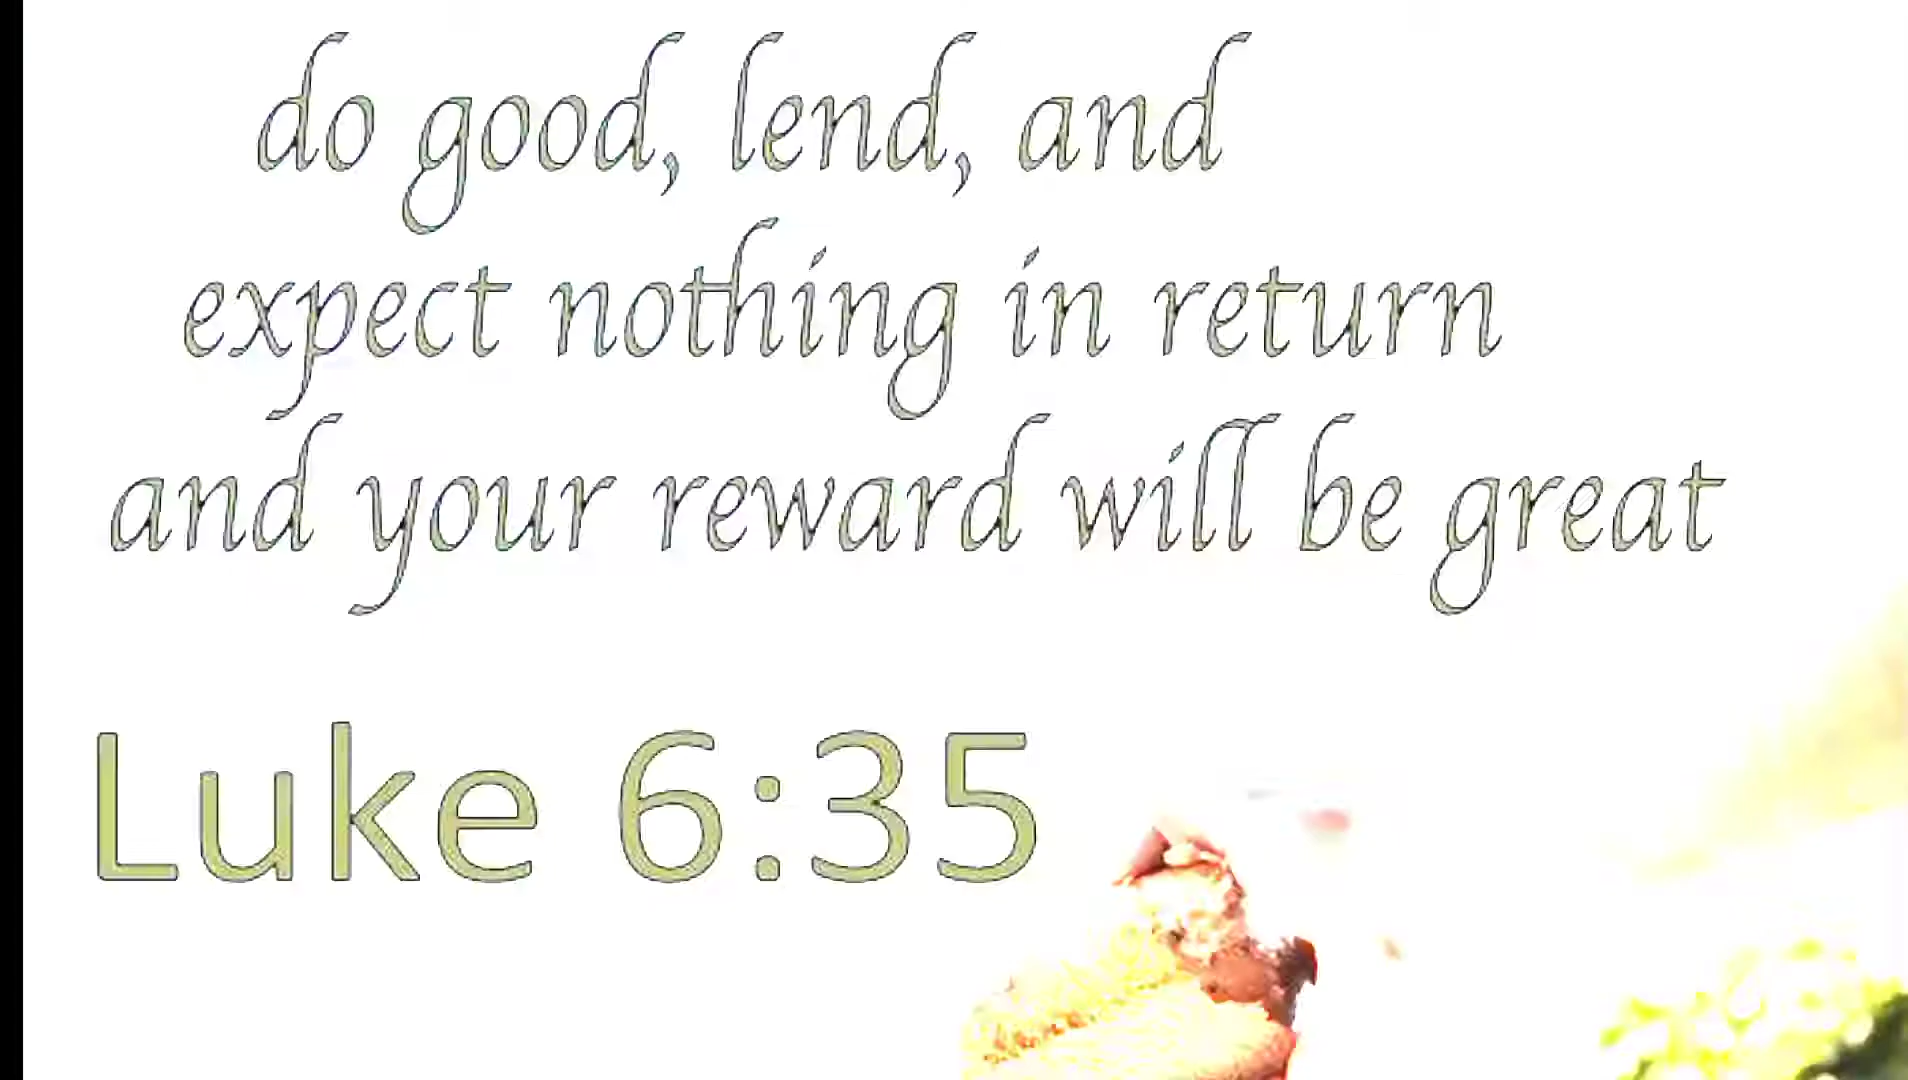 do good, lend, and
expect nothing in return
and your reward will be great
Luke 6:35